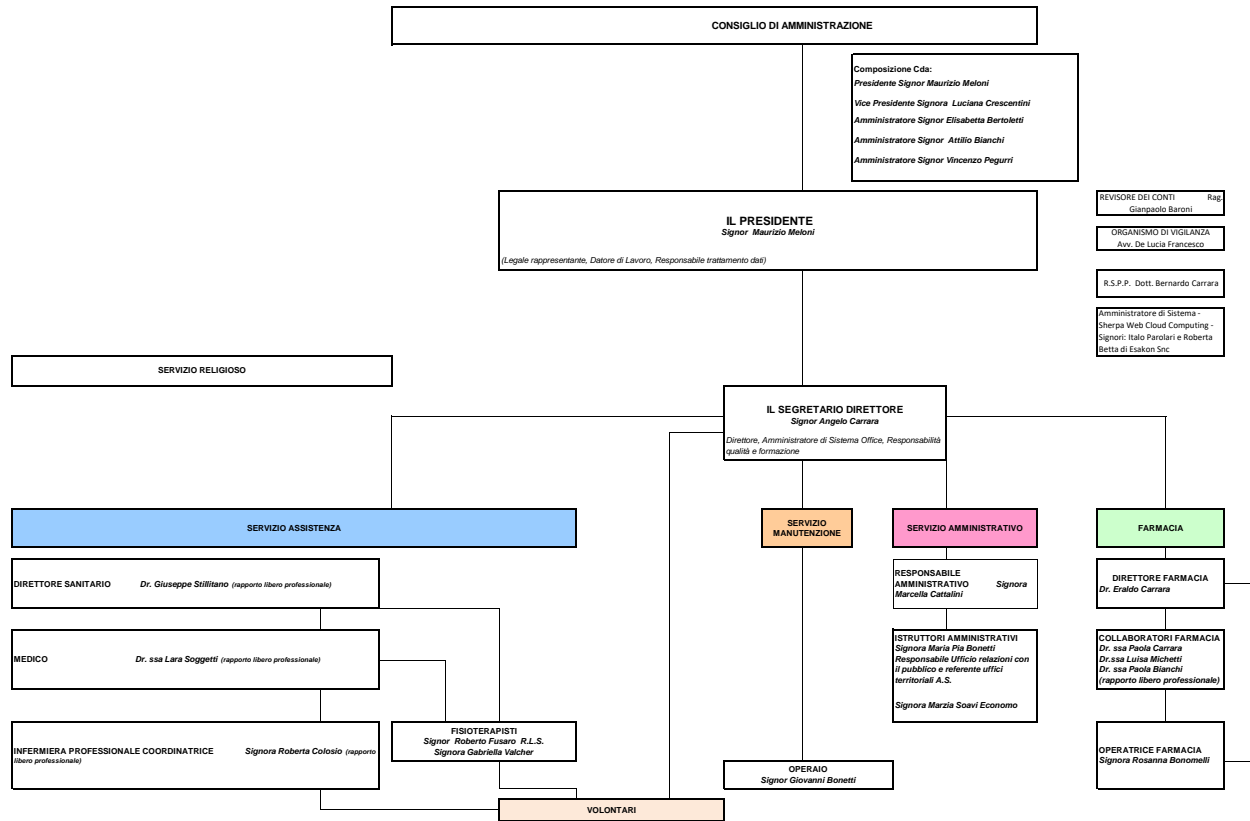 CONSIGLIO DI AMMINISTRAZIONE
Composizione Cda:
Presidente Signor Maurizio Meloni
Vice Presidente Signora Luciana Crescentini
Amministratore Signor Elisabetta Bertoletti
Amministratore Signor Attilio Bianchi
Amministratore Signor Vincenzo Pegurri
IL PRESIDENTE
Signor Maurizio Meloni
(Legale rappresentante, Datore di Lavoro, Responsabile trattamento dati)
REVISORE DEI CONTI Rag.
Gianpaolo Baroni
ORGANISMO DI VIGILANZA
Avv. De Lucia Francesco
R.S.P.P. Dott. Bernardo Carrara
Amministratore di Sistema -
Sherpa Web Cloud Computing -
Signori: Italo Parolari e Roberta
Betta di Esakon Snc
SERVIZIO RELIGIOSO
IL SEGRETARIO DIRETTORE
Signor Angelo Carrara
Direttore, Amministratore di Sistema Office, Responsabilità
qualità e formazione
SERVIZIO ASSISTENZA
SERVIZIO
MANUTENZIONE
SERVIZIO AMMINISTRATIVO
FARMACIA
DIRETTORE SANITARIO Dr. Giuseppe Stillitano (rapporto libero professionale)
RESPONSABILE
AMMINISTRATIVO Signora
Marcella Cattalini
DIRETTORE FARMACIA
Dr. Eraldo Carrara
MEDICO Dr. ssa Lara Soggetti (rapporto libero professionale)
ISTRUTTORI AMMINISTRATIVI
Signora Maria Pia Bonetti
Responsabile Ufficio relazioni con
il pubblico e referente uffici
territoriali A.S.
Signora Marzia Soavi Economo
COLLABORATORI FARMACIA
Dr. ssa Paola Carrara
Dr.ssa Luisa Michetti
Dr. ssa Paola Bianchi
(rapporto libero professionale)
INFERMIERA PROFESSIONALE COORDINATRICE Signora Roberta Colosio (rapporto
libero professionale)
FISIOTERAPISTI
Signor Roberto Fusaro R.L.S.
Signora Gabriella Valcher
OPERAIO
Signor Giovanni Bonetti
OPERATRICE FARMACIA
Signora Rosanna Bonomelli
VOLONTARI